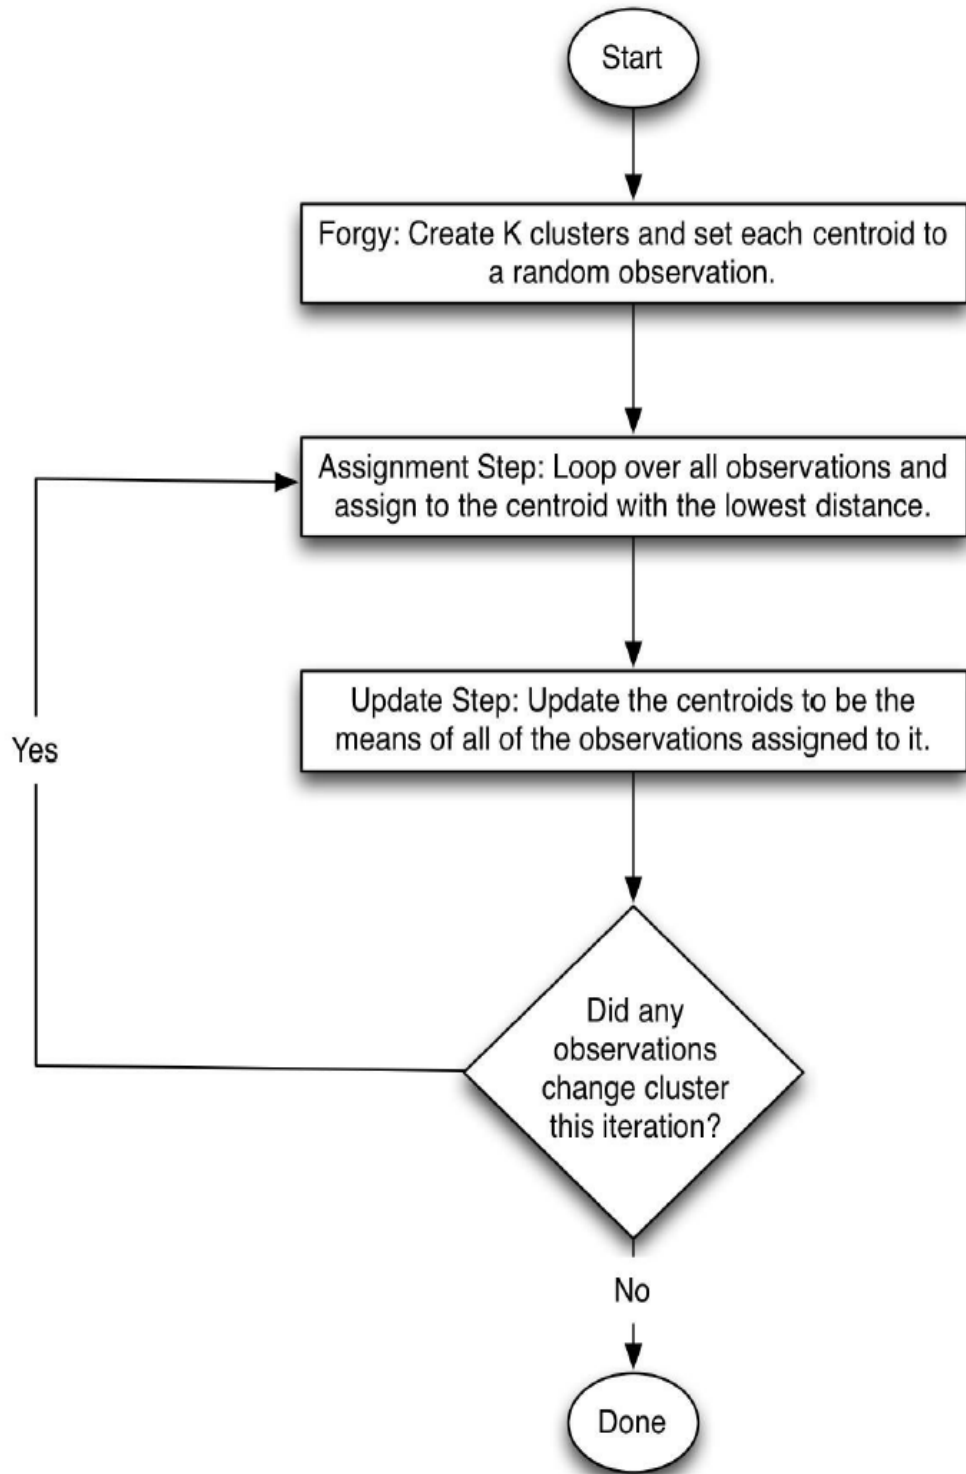 Start
Forgy: Create K clusters and set each centroid to
a random observation.
Assignment Step: Loop over all observations and
assign to the centroid with the lowest distance.
Update Step: Update the centroids to be the
means of all of the observations assigned to it.
Yes
Did any
observations
change cluster
this iteration?
No
Done